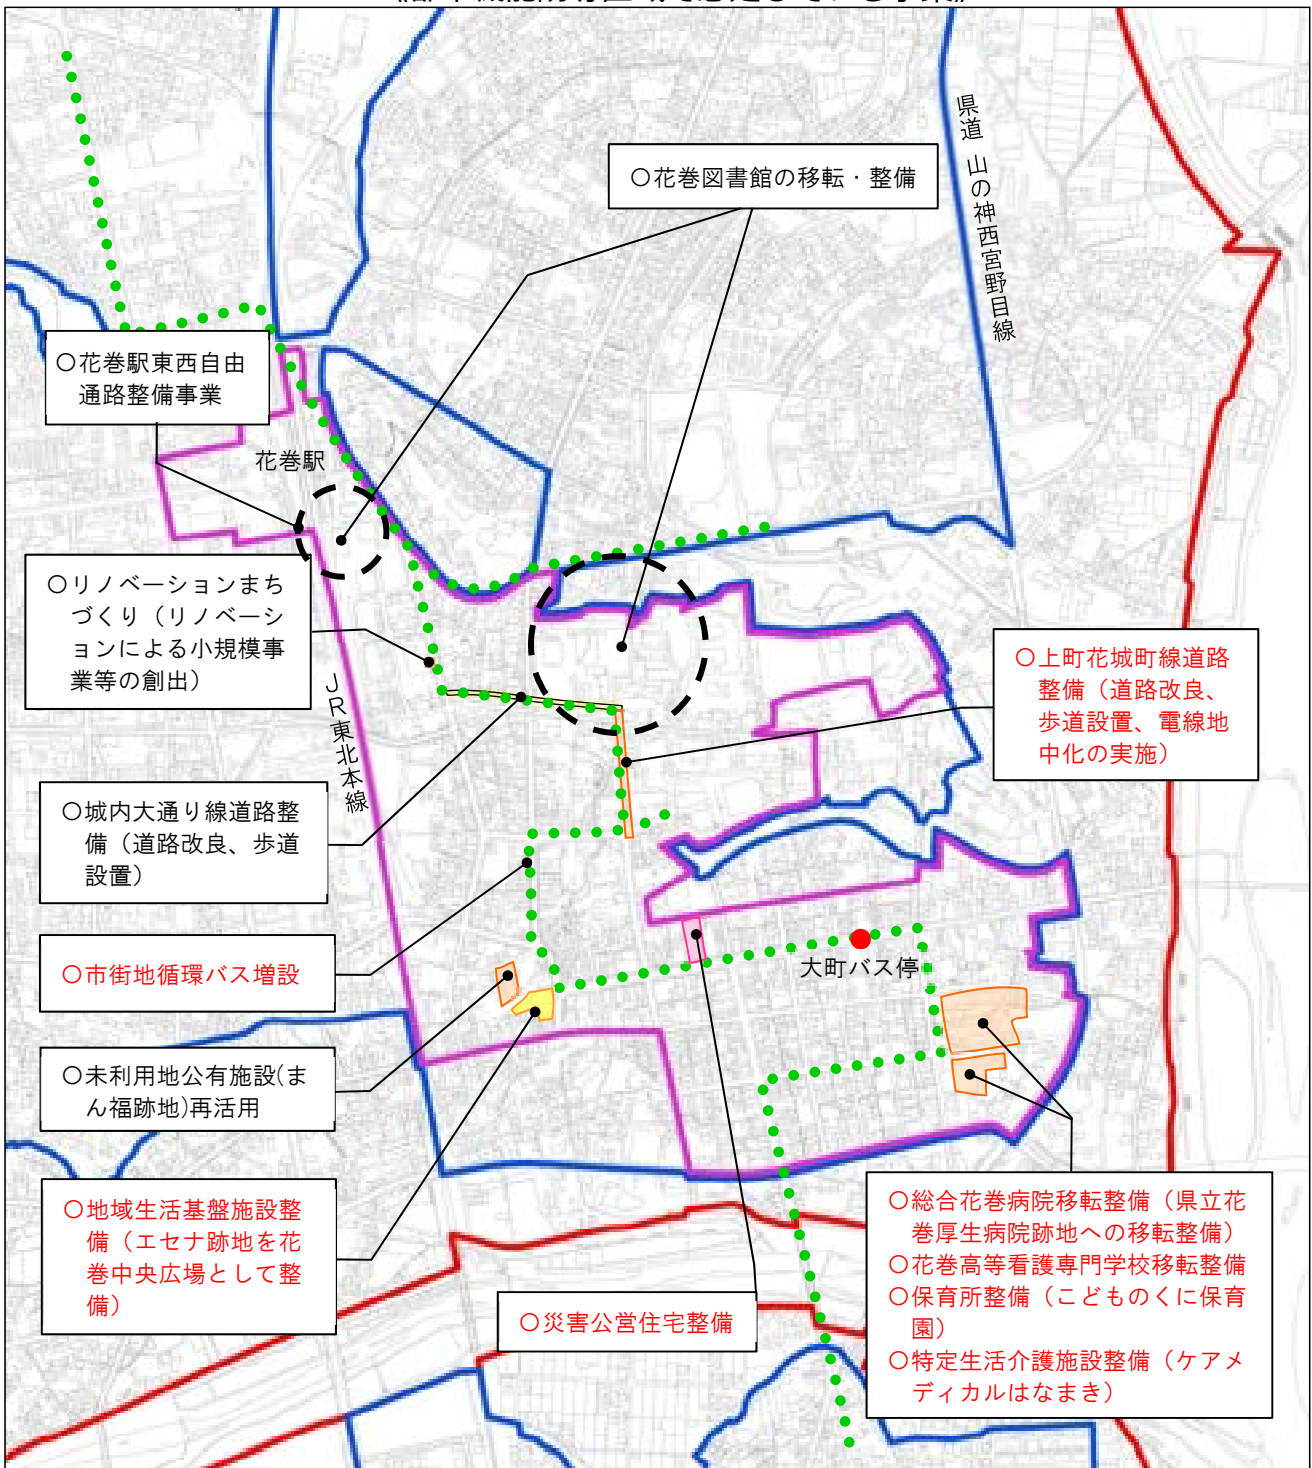 県道 山の神西宮野目線
〇花巻図書館の移転・整備
〇花巻駅東西自由
通路整備事業
花巻駅
〇リノベーションまち
づくり（リノベーシ
ョンによる小規模事
業等の創出）
JR東北本線
〇上町花城町線道路
整備（道路改良、
歩道設置、電線地
中化の実施）
〇城内大通り線道路整
備（道路改良、歩道
設置）
〇市街地循環バス増設
大町バス停
〇未利用地公有施設(ま
ん福跡地)再活用
〇地域生活基盤施設整
備（エセナ跡地を花
巻中央広場として整
備）
〇災害公営住宅整備
〇総合花巻病院移転整備（県立花
巻厚生病院跡地への移転整備）
〇花巻高等看護専門学校移転整備
〇保育所整備（こどものくに保育
園）
〇特定生活介護施設整備（ケアメ
ディカルはなまき）